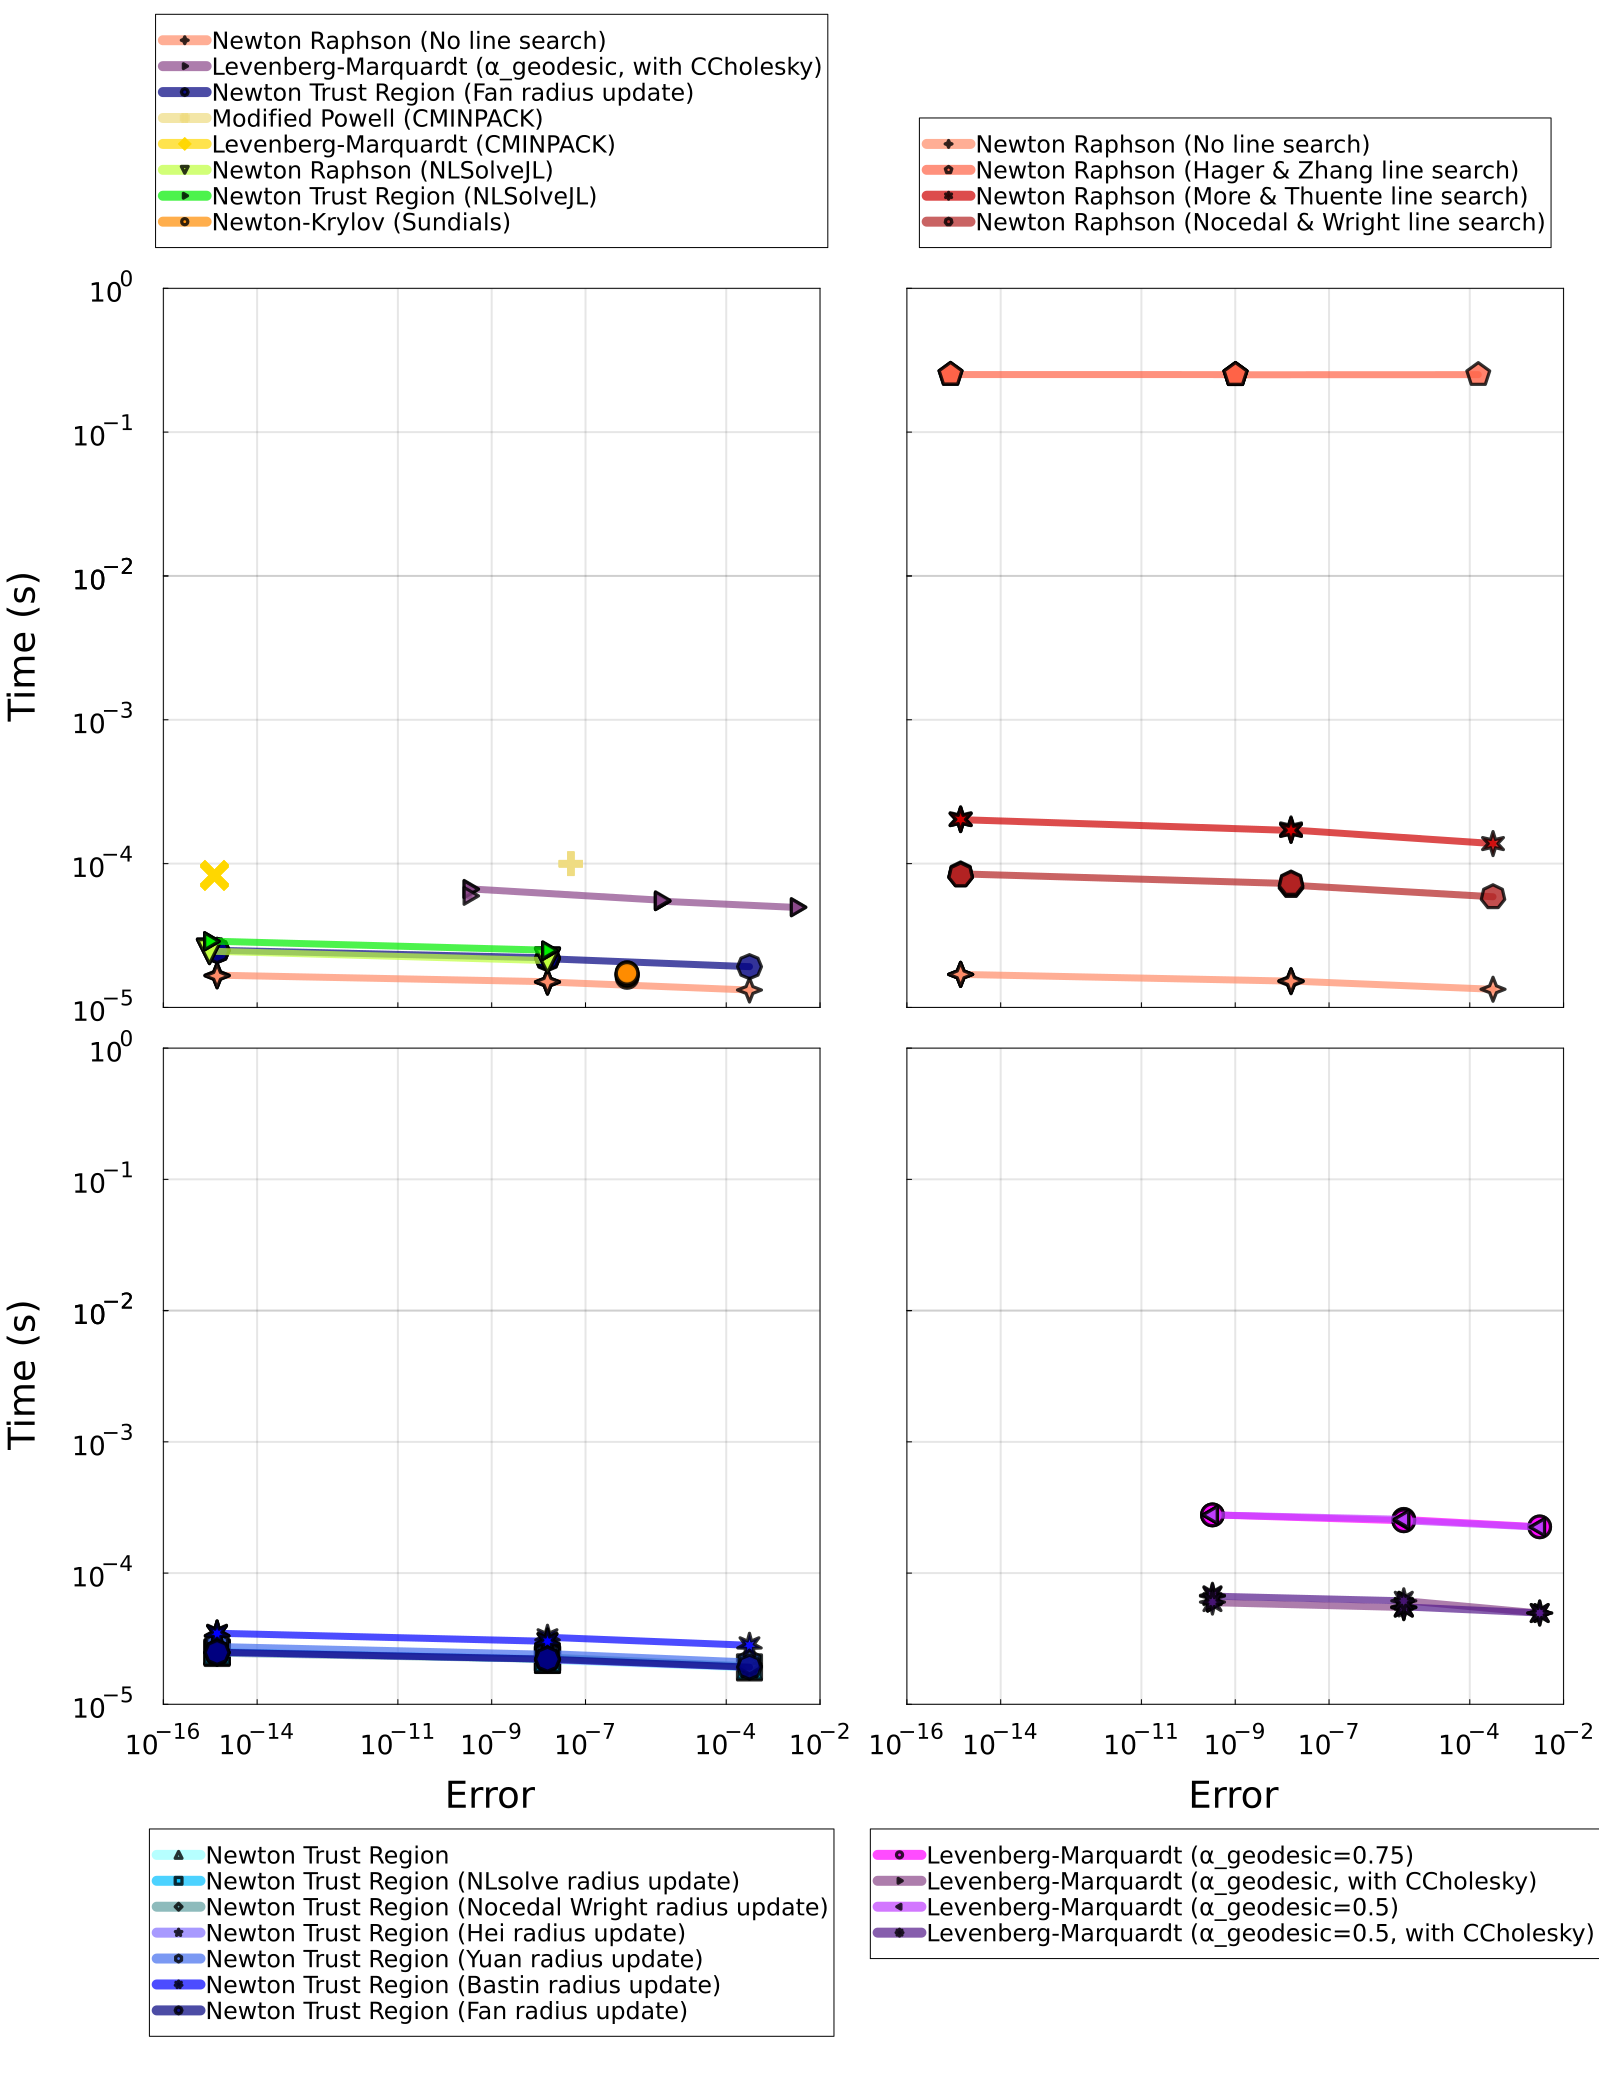 Newton Raphson (No line search)
Levenberg-Marquardt (α_geodesic, with CCholesky)
Newton Trust Region (Fan radius update)
Modified Powell (CMINPACK)
Levenberg-Marquardt (CMINPACK)
Newton Raphson (NLSolveJL)
Newton Trust Region (NLSolveJL)
Newton-Krylov (Sundials)
Newton Raphson (No line search)
Newton Raphson (Hager & Zhang line search)
Newton Raphson (More & Thuente line search)
Newton Raphson (Nocedal & Wright line search)
Time (s)
10⁰
10⁻¹
10⁻²
10⁻³
10⁻⁴
10⁻⁵
Time (s)
10⁰
10⁻¹
10⁻²
10⁻³
10⁻⁴
10⁻⁵
10⁻¹⁶ 10⁻¹⁴ 10⁻¹¹ 10⁻⁹ 10⁻⁷ 10⁻⁴ 10⁻²
Error
10⁻¹⁶ 10⁻¹⁴ 10⁻¹¹ 10⁻⁹ 10⁻⁷ 10⁻⁴ 10⁻²
Error
Newton Trust Region
Newton Trust Region (NLsolve radius update)
Newton Trust Region (Nocedal Wright radius update)
Newton Trust Region (Hei radius update)
Newton Trust Region (Yuan radius update)
Newton Trust Region (Bastin radius update)
Newton Trust Region (Fan radius update)
Levenberg-Marquardt (α_geodesic=0.75)
Levenberg-Marquardt (α_geodesic, with CCholesky)
Levenberg-Marquardt (α_geodesic=0.5)
Levenberg-Marquardt (α_geodesic=0.5, with CCholesky)